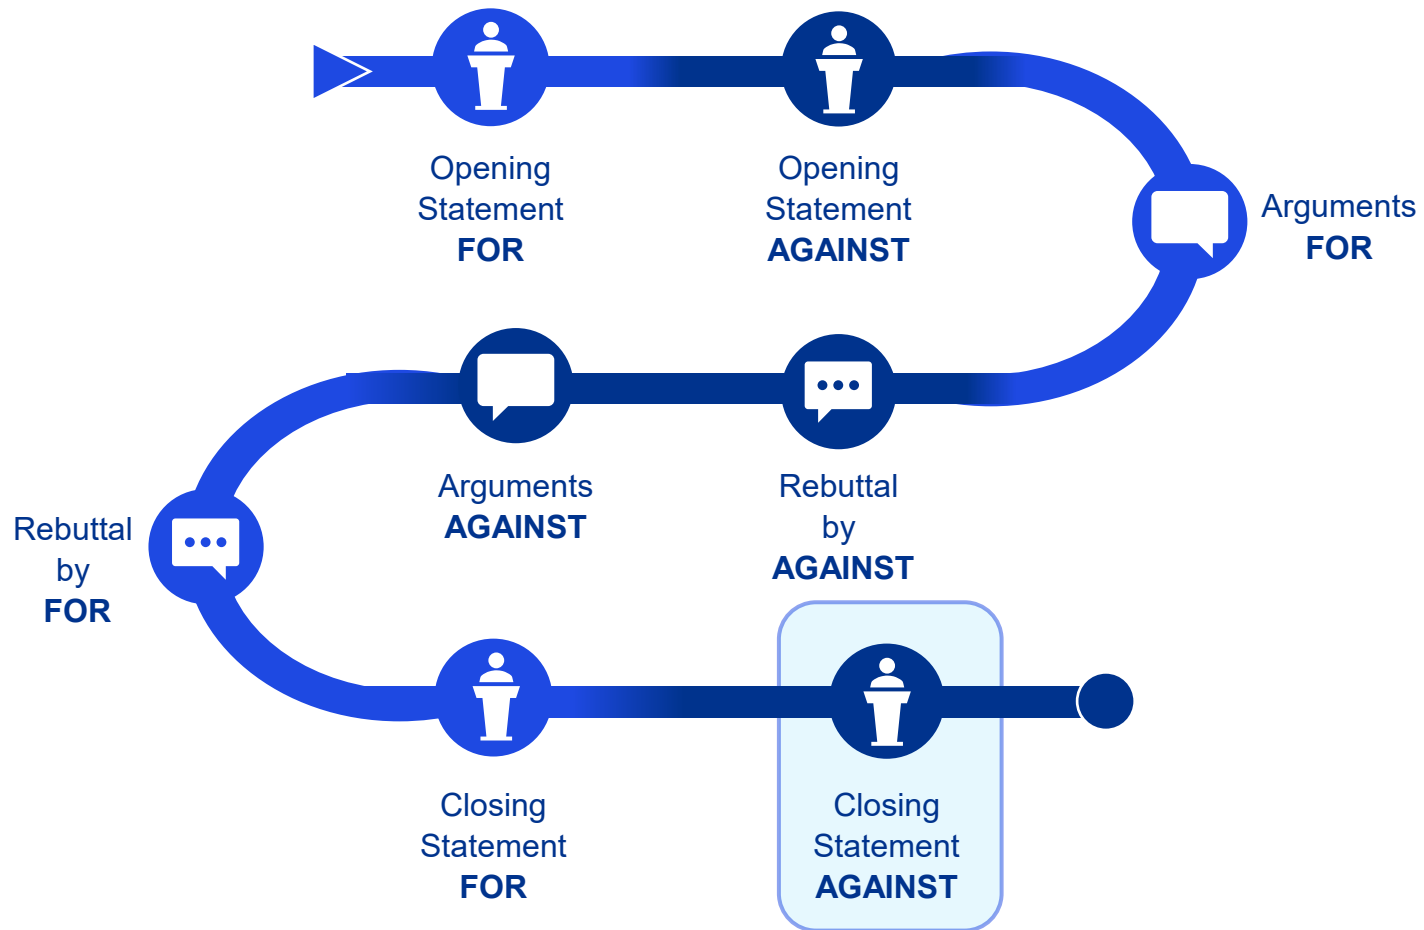 Opening
Statement
FOR
Opening
Statement
AGAINST
Arguments
FOR
Rebuttal
by
AGAINST
Arguments
AGAINST
Rebuttal
by
FOR
Closing
Statement
FOR
Closing
Statement
AGAINST